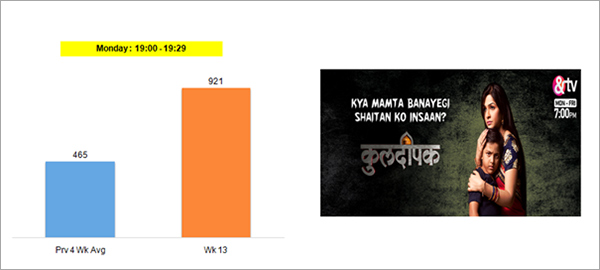 Monday: 19:00 - 19:29
921
465
Prv 4 Wk Avg
Wk 13
KYA MAMTA BANAYEGI
SHAITAN KO INSAAN?
कुलदीपक
&tv
MON - FRI
7:00PM